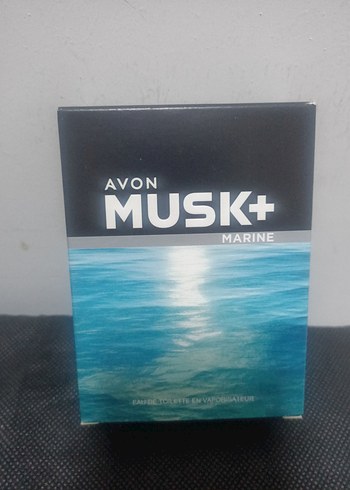 AVON
MUSK+
MARINE
EAU DE TOILETTE EN VAPORISATEUR